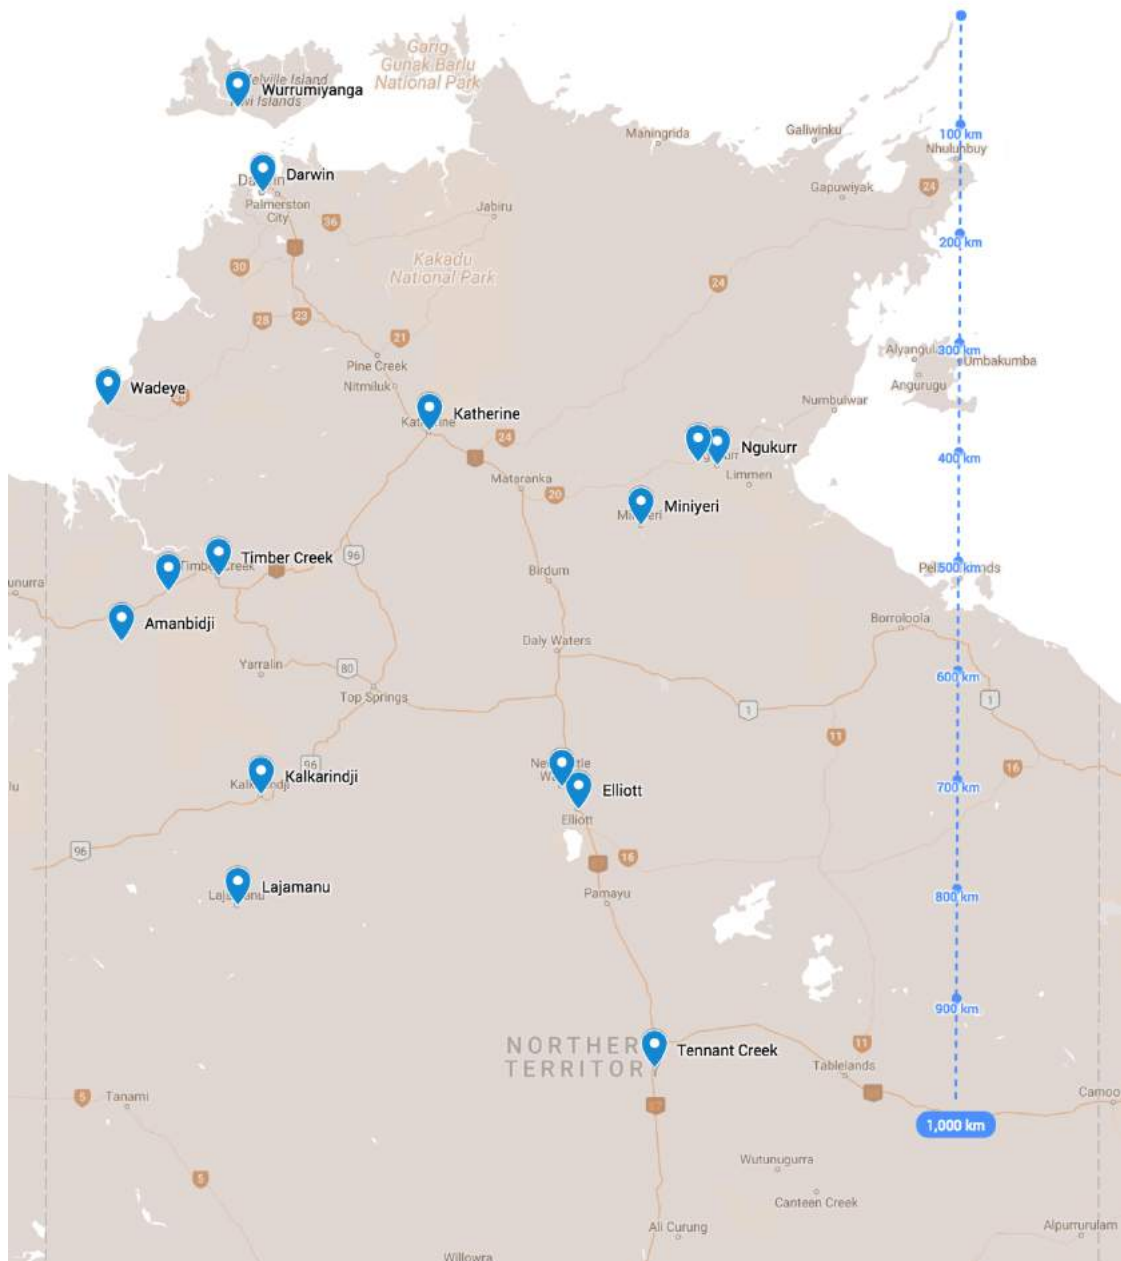 Garig
Gunak Barlu
National Park
Melville Island
Tiwi Islands
Wurrumiyanga
100 km
Maningrida
Galiwinku
Nhulunbuy
Darwin
Palmerston
City
Jabiru
Gapuwiyak
24
36
200 km
Kakadu
National Park
30
24
28
23
21
300 km
Alyangula
Umbakumba
Pine Creek
Nitmiluk
Angurugu
Wadeye
Numbulwar
Katherine
24
Ngukurr
400 km
Mataranka
Limmen
20
Miniyeri
96
Timber Creek
Birdum
500 km
Amanbidji
Borroloola
Daly Waters
Yarralin
80
Top Springs
600 km
1
1
11
96
16
Kalkarindji
700 km
Elliott
Elliott
96
16
Lajamanu
Pamayu
800 km
900 km
NORTHER
TERRITORY
Tennant Creek
11
Tablelands
5
Tanami
Camoo
1,000 km
Wutunugurra
5
Canteen Creek
Ali Curung
Alpurrurulam
Willowra